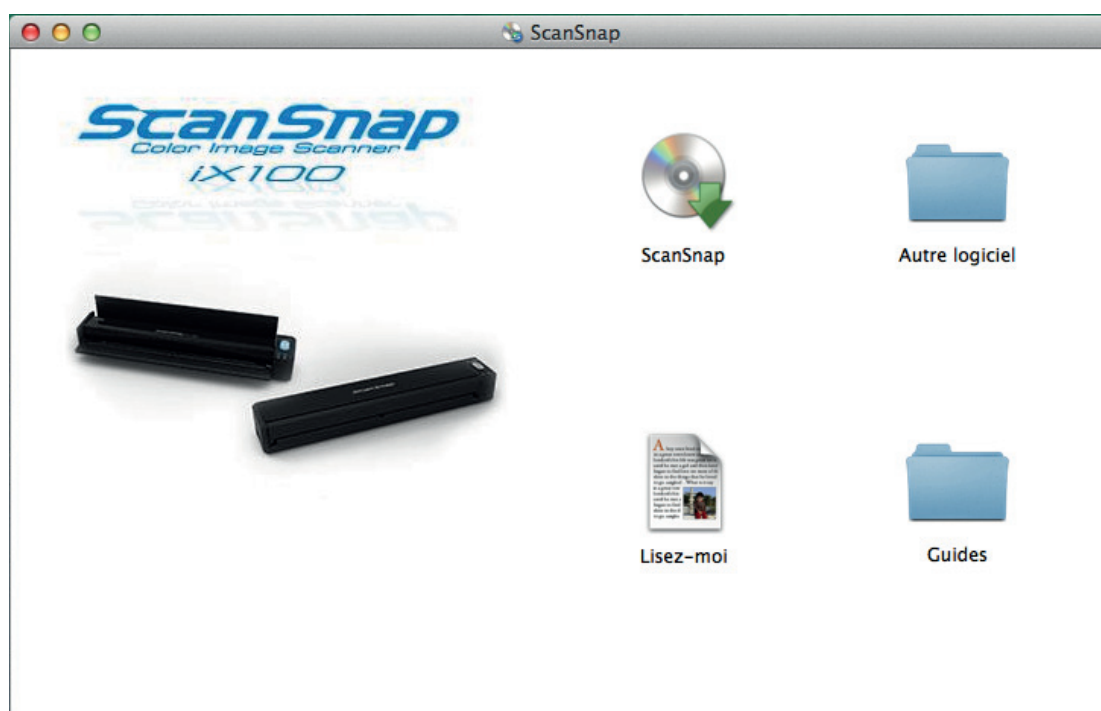 ScanSnap
ScanSnap
Color Image Scanner
iX100
ScanSnap
Autre logiciel
Lisez-moi
Guides